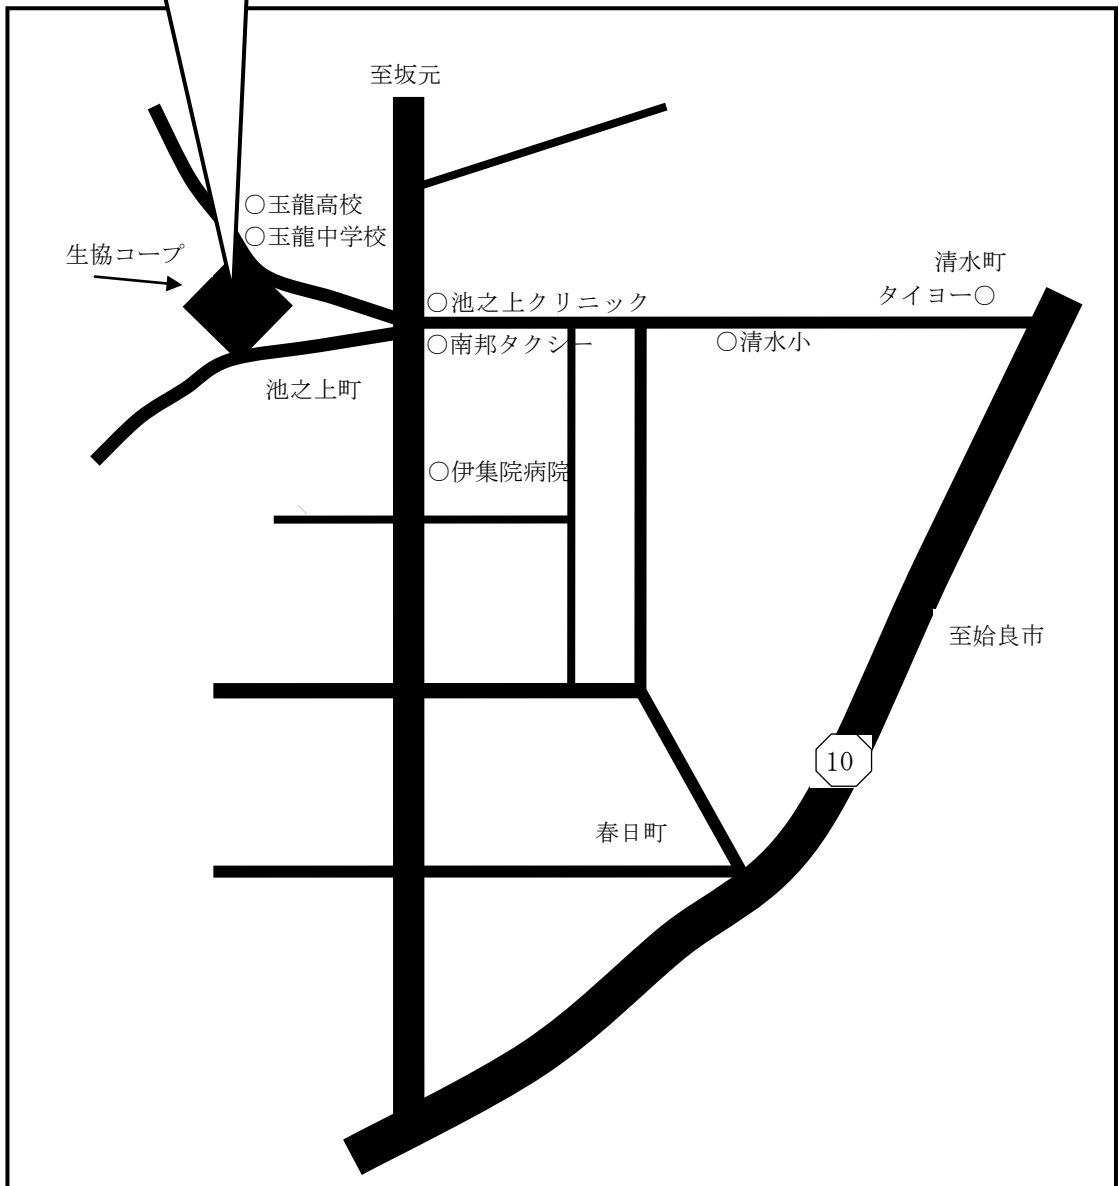 至坂元
○玉龍高校
○玉龍中学校
生協コープ
清水町
タイヨー○
○池之上クリニック
○南邦タクシー
○清水小
池之上町
○伊集院病院
至姶良市
10
春日町